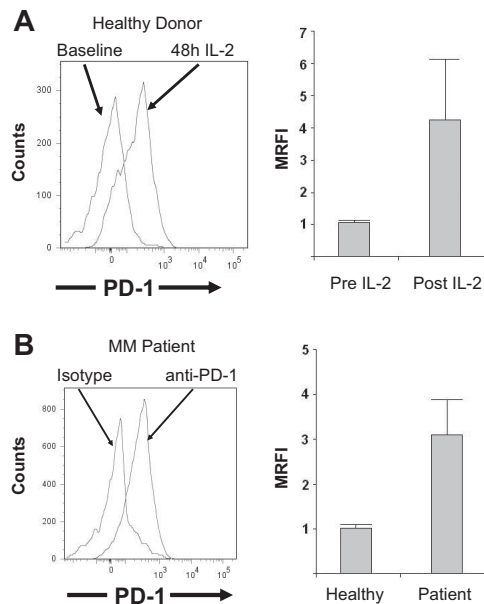 A
Healthy Donor
Baseline
48h IL-2
Counts
300
200
100
0
0
10³
10⁴
10⁵
PD-1
MRFI
7
6
5
4
3
2
1
Pre IL-2
Post IL-2
B
MM Patient
Isotype
anti-PD-1
Counts
800
600
400
200
0
0
10³
10⁴
10⁵
PD-1
MRFI
5
4
3
2
1
Healthy
Patient